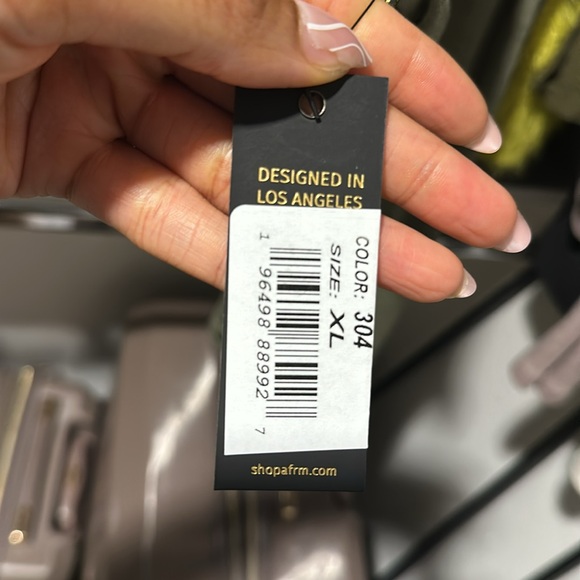 DESIGNED IN
LOS ANGELES
COLOR: 304
SIZE: XL
1 96498 88992 7
shopafrm.com